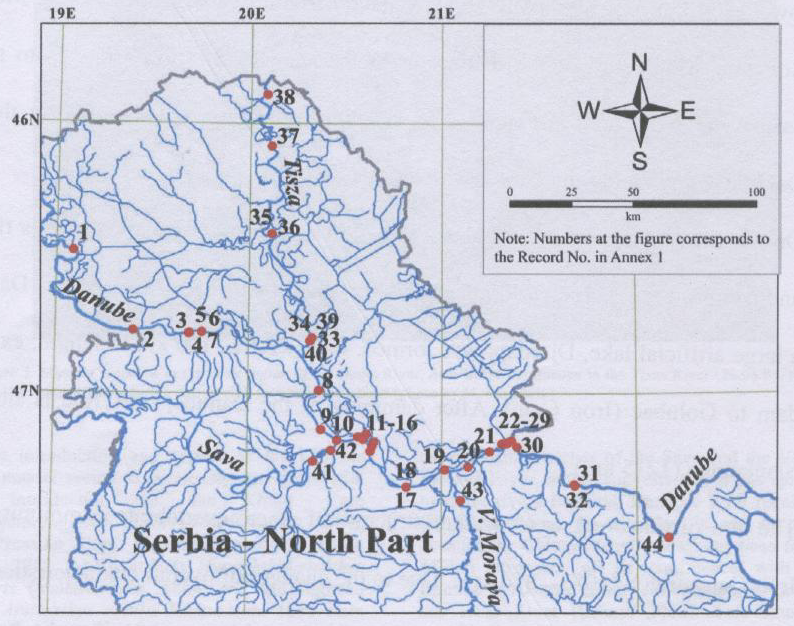 19E 20E 21E
N
W E
S
0 25 50 100
km
Note: Numbers at the figure corresponds to
the Record No. in Annex 1
38
46N
37
Tisza
35 36
1
Danube
2
3 5 6
4 7
34 39
33
40
8
47N
9
10
11-16
42
41
Sava
18
17
19
20
21
22-29
30
43
31
32
Danube
44
V. Morava
Serbia - North Part